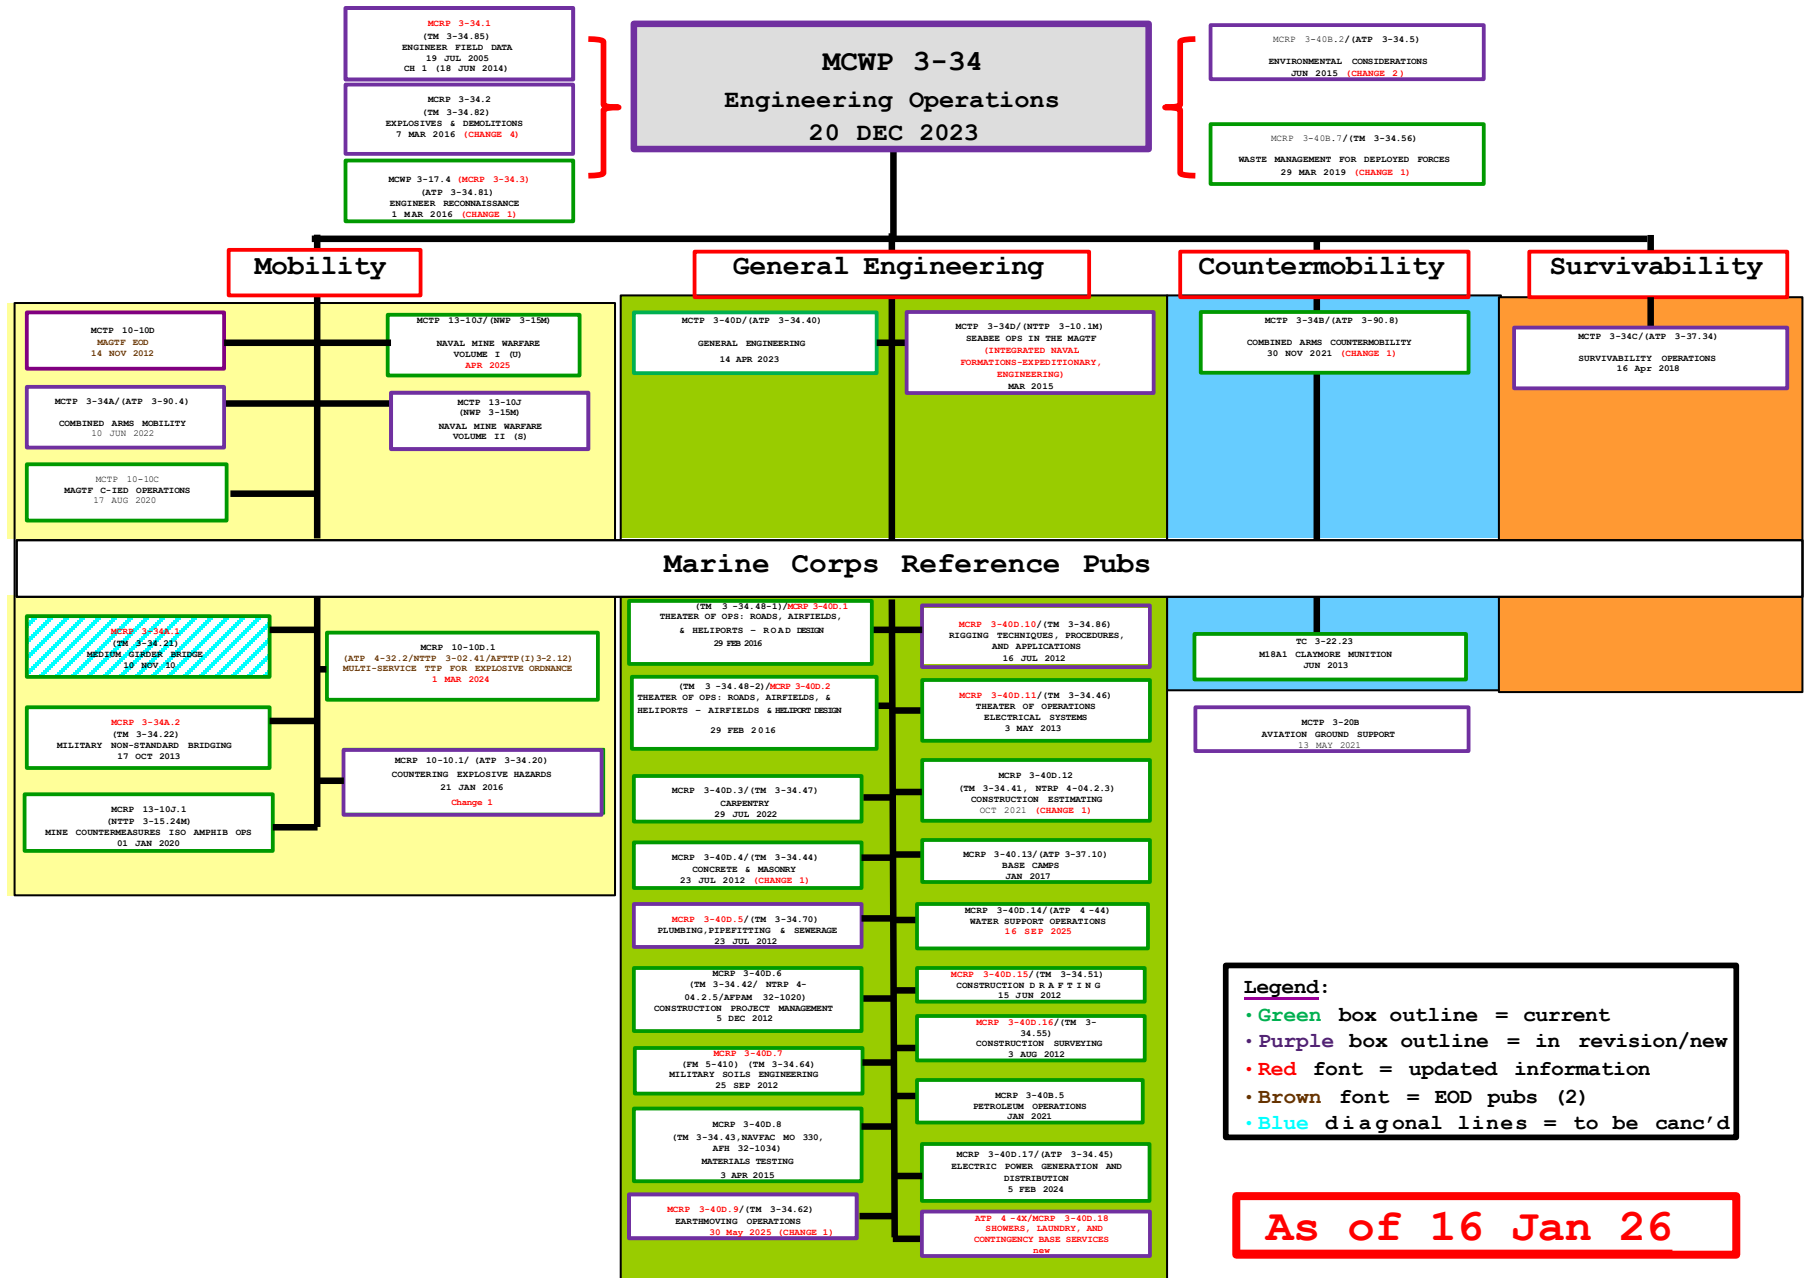 MCRP 3-34.1
(TM 3-34.85)
ENGINEER FIELD DATA
19 JUL 2005
CH 1 (18 JUN 2014)
MCRP 3-34.2
(TM 3-34.82)
EXPLOSIVES & DEMOLITIONS
7 MAR 2016 (CHANGE 4)
MCWP 3-17.4 (MCRP 3-34.3)
(ATP 3-34.81)
ENGINEER RECONNAISSANCE
1 MAR 2016 (CHANGE 1)
MCWP 3-34
Engineering Operations
20 DEC 2023
MCRP 3-40B.2/(ATP 3-34.5)
ENVIRONMENTAL CONSIDERATIONS
JUN 2015 (CHANGE 2)
MCRP 3-40B.7/(TM 3-34.56)
WASTE MANAGEMENT FOR DEPLOYED FORCES
29 MAR 2019 (CHANGE 1)
Mobility
General Engineering
Countermobility
Survivability
MCTP 10-10D
MAGTF EOD
14 NOV 2012
MCTP 13-10J/(NWP 3-15M)
NAVAL MINE WARFARE
VOLUME I (U)
APR 2025
MCTP 3-34A/(ATP 3-90.4)
COMBINED ARMS MOBILITY
10 JUN 2022
MCTP 13-10J
(NWP 3-15M)
NAVAL MINE WARFARE
VOLUME II (S)
MCTP 10-10C
MAGTF C-IED OPERATIONS
17 AUG 2020
MCTP 3-40D/(ATP 3-34.40)
GENERAL ENGINEERING
14 APR 2023
MCTP 3-34D/(NTTP 3-10.1M)
SEABEE OPS IN THE MAGTF
(INTEGRATED NAVAL
FORMATIONS-EXPEDITIONARY,
ENGINEERING)
MAR 2015
MCTP 3-34B/(ATP 3-90.8)
COMBINED ARMS COUNTERMOBILITY
30 NOV 2021 (CHANGE 1)
MCTP 3-34C/(ATP 3-37.34)
SURVIVABILITY OPERATIONS
16 Apr 2018
Marine Corps Reference Pubs
MCRP 3-34A.1
(TM 3-34.21)
MEDIUM GIRDER BRIDGE
10 NOV 10
MCRP 10-10D.1
(ATP 4-32.2/NTTP 3-02.41/AFTTP(I)3-2.12)
MULTI-SERVICE TTP FOR EXPLOSIVE ORDNANCE
1 MAR 2024
MCRP 3-34A.2
(TM 3-34.22)
MILITARY NON-STANDARD BRIDGING
17 OCT 2013
MCRP 10-10.1/ (ATP 3-34.20)
COUNTERING EXPLOSIVE HAZARDS
21 JAN 2016
Change 1
MCRP 13-10J.1
(NTTP 3-15.24M)
MINE COUNTERMEASURES ISO AMPHIB OPS
01 JAN 2020
(TM 3 -34.48-1)/MCRP 3-40D.1
THEATER OF OPS: ROADS, AIRFIELDS,
& HELIPORTS – ROAD DESIGN
29 FEB 2016
(TM 3 -34.48-2)/MCRP 3-40D.2
THEATER OF OPS: ROADS, AIRFIELDS, &
HELIPORTS – AIRFIELDS & HELIPORT DESIGN
29 FEB 2016
MCRP 3-40D.3/(TM 3-34.47)
CARPENTRY
29 JUL 2022
MCRP 3-40D.4/(TM 3-34.44)
CONCRETE & MASONRY
23 JUL 2012 (CHANGE 1)
MCRP 3-40D.5/(TM 3-34.70)
PLUMBING,PIPEFITTING & SEWERAGE
23 JUL 2012
MCRP 3-40D.6
(TM 3-34.42/ NTRP 4-
04.2.5/AFPAM 32-1020)
CONSTRUCTION PROJECT MANAGEMENT
5 DEC 2012
MCRP 3-40D.7
(FM 5-410) (TM 3-34.64)
MILITARY SOILS ENGINEERING
25 SEP 2012
MCRP 3-40D.8
(TM 3-34.43,NAVFAC MO 330,
AFH 32-1034)
MATERIALS TESTING
3 APR 2015
MCRP 3-40D.9/(TM 3-34.62)
EARTHMOVING OPERATIONS
30 May 2025 (CHANGE 1)
MCRP 3-40D.10/(TM 3-34.86)
RIGGING TECHNIQUES, PROCEDURES,
AND APPLICATIONS
16 JUL 2012
MCRP 3-40D.11/(TM 3-34.46)
THEATER OF OPERATIONS
ELECTRICAL SYSTEMS
3 MAY 2013
MCRP 3-40D.12
(TM 3-34.41, NTRP 4-04.2.3)
CONSTRUCTION ESTIMATING
OCT 2021 (CHANGE 1)
MCRP 3-40.13/(ATP 3-37.10)
BASE CAMPS
JAN 2017
MCRP 3-40D.14/(ATP 4 -44)
WATER SUPPORT OPERATIONS
16 SEP 2025
MCRP 3-40D.15/(TM 3-34.51)
CONSTRUCTION DRAFTING
15 JUN 2012
MCRP 3-40D.16/(TM 3-
34.55)
CONSTRUCTION SURVEYING
3 AUG 2012
MCRP 3-40B.5
PETROLEUM OPERATIONS
JAN 2021
MCRP 3-40D.17/(ATP 3-34.45)
ELECTRIC POWER GENERATION AND
DISTRIBUTION
5 FEB 2024
ATP 4 -4X/MCRP 3-40D.18
SHOWERS, LAUNDRY, AND
CONTINGENCY BASE SERVICES
new
TC 3-22.23
M18A1 CLAYMORE MUNITION
JUN 2013
MCTP 3-20B
AVIATION GROUND SUPPORT
13 MAY 2021
Legend:
• Green box outline = current
• Purple box outline = in revision/new
• Red font = updated information
• Brown font = EOD pubs (2)
• Blue diagonal lines = to be canc'd
As of 16 Jan 26